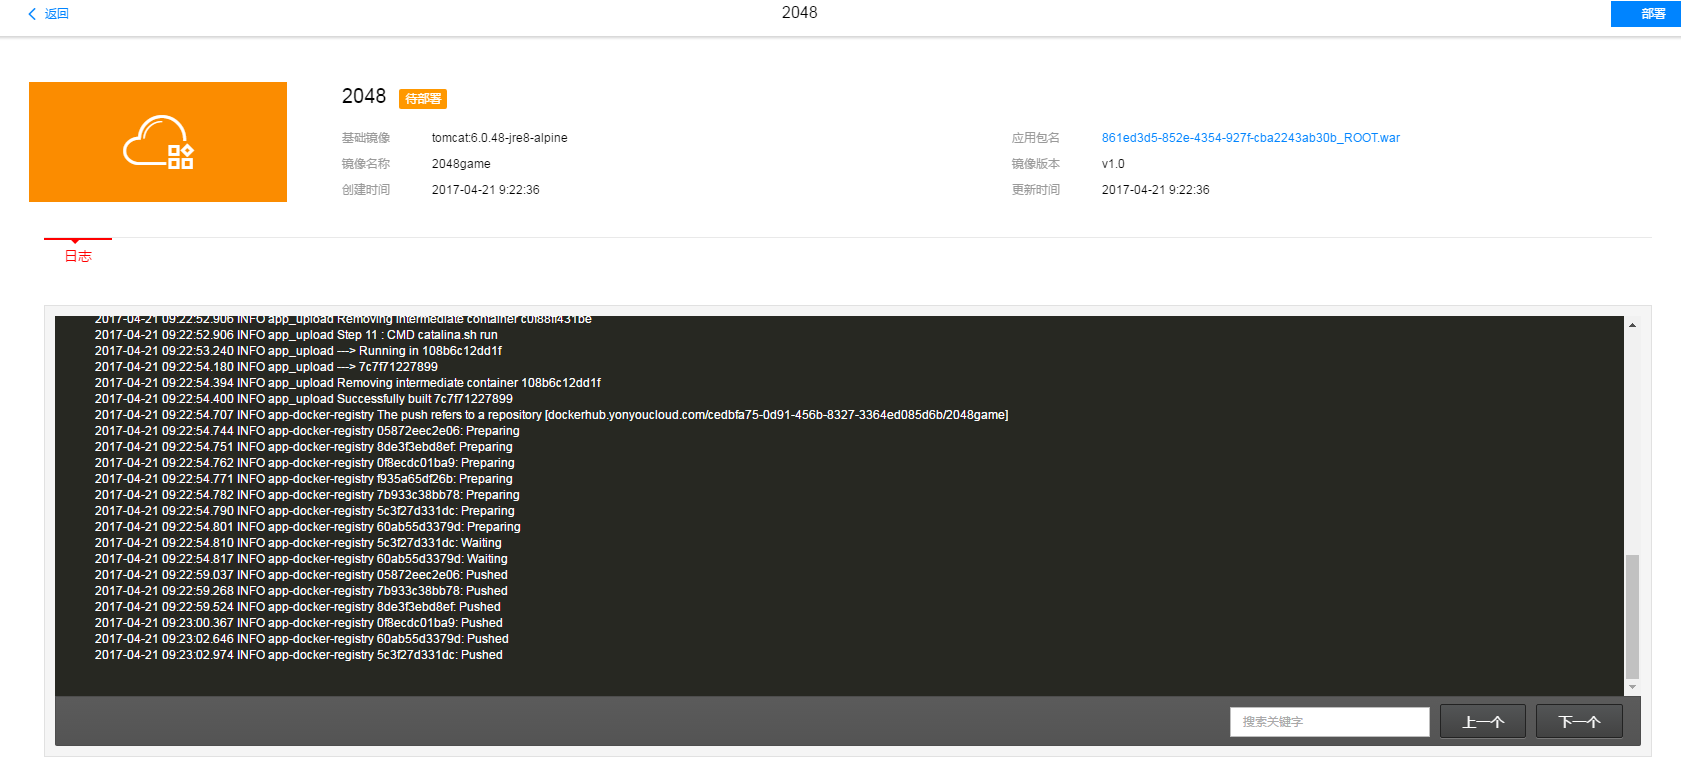 返回
2048
部署
2048 待部署
基础镜像 tomcat:6.0.48-jre8-alpine 应用包名 861ed3d5-852e-4354-927f-cba2243ab30b_ROOT.war
镜像名称 2048game 镜像版本 v1.0
创建时间 2017-04-21 9:22:36 更新时间 2017-04-21 9:22:36
日志
2017-04-21 09:22:52.906 INFO app_upload Removing intermediate container c0f88ff431be
2017-04-21 09:22:52.906 INFO app_upload Step 11 : CMD catalina.sh run
2017-04-21 09:22:53.240 INFO app_upload ---> Running in 108b6c12dd1f
2017-04-21 09:22:54.180 INFO app_upload ---> 7c7f71227899
2017-04-21 09:22:54.394 INFO app_upload Removing intermediate container 108b6c12dd1f
2017-04-21 09:22:54.400 INFO app_upload Successfully built 7c7f71227899
2017-04-21 09:22:54.707 INFO app-docker-registry The push refers to a repository [dockerhub.yonyoucloud.com/cedbfa75-0d91-456b-8327-3364ed085d6b/2048game]
2017-04-21 09:22:54.744 INFO app-docker-registry 05872eec2e06: Preparing
2017-04-21 09:22:54.751 INFO app-docker-registry 8de3f3ebd8ef: Preparing
2017-04-21 09:22:54.762 INFO app-docker-registry 0f8ecdc01ba9: Preparing
2017-04-21 09:22:54.771 INFO app-docker-registry f935a65df26b: Preparing
2017-04-21 09:22:54.782 INFO app-docker-registry 7b933c38bb78: Preparing
2017-04-21 09:22:54.790 INFO app-docker-registry 5c3f27d331dc: Preparing
2017-04-21 09:22:54.801 INFO app-docker-registry 60ab55d3379d: Preparing
2017-04-21 09:22:54.810 INFO app-docker-registry 5c3f27d331dc: Waiting
2017-04-21 09:22:54.817 INFO app-docker-registry 60ab55d3379d: Waiting
2017-04-21 09:22:59.037 INFO app-docker-registry 05872eec2e06: Pushed
2017-04-21 09:22:59.268 INFO app-docker-registry 7b933c38bb78: Pushed
2017-04-21 09:22:59.524 INFO app-docker-registry 8de3f3ebd8ef: Pushed
2017-04-21 09:23:00.367 INFO app-docker-registry 0f8ecdc01ba9: Pushed
2017-04-21 09:23:02.646 INFO app-docker-registry 60ab55d3379d: Pushed
2017-04-21 09:23:02.974 INFO app-docker-registry 5c3f27d331dc: Pushed
搜索关键字 上一个 下一个